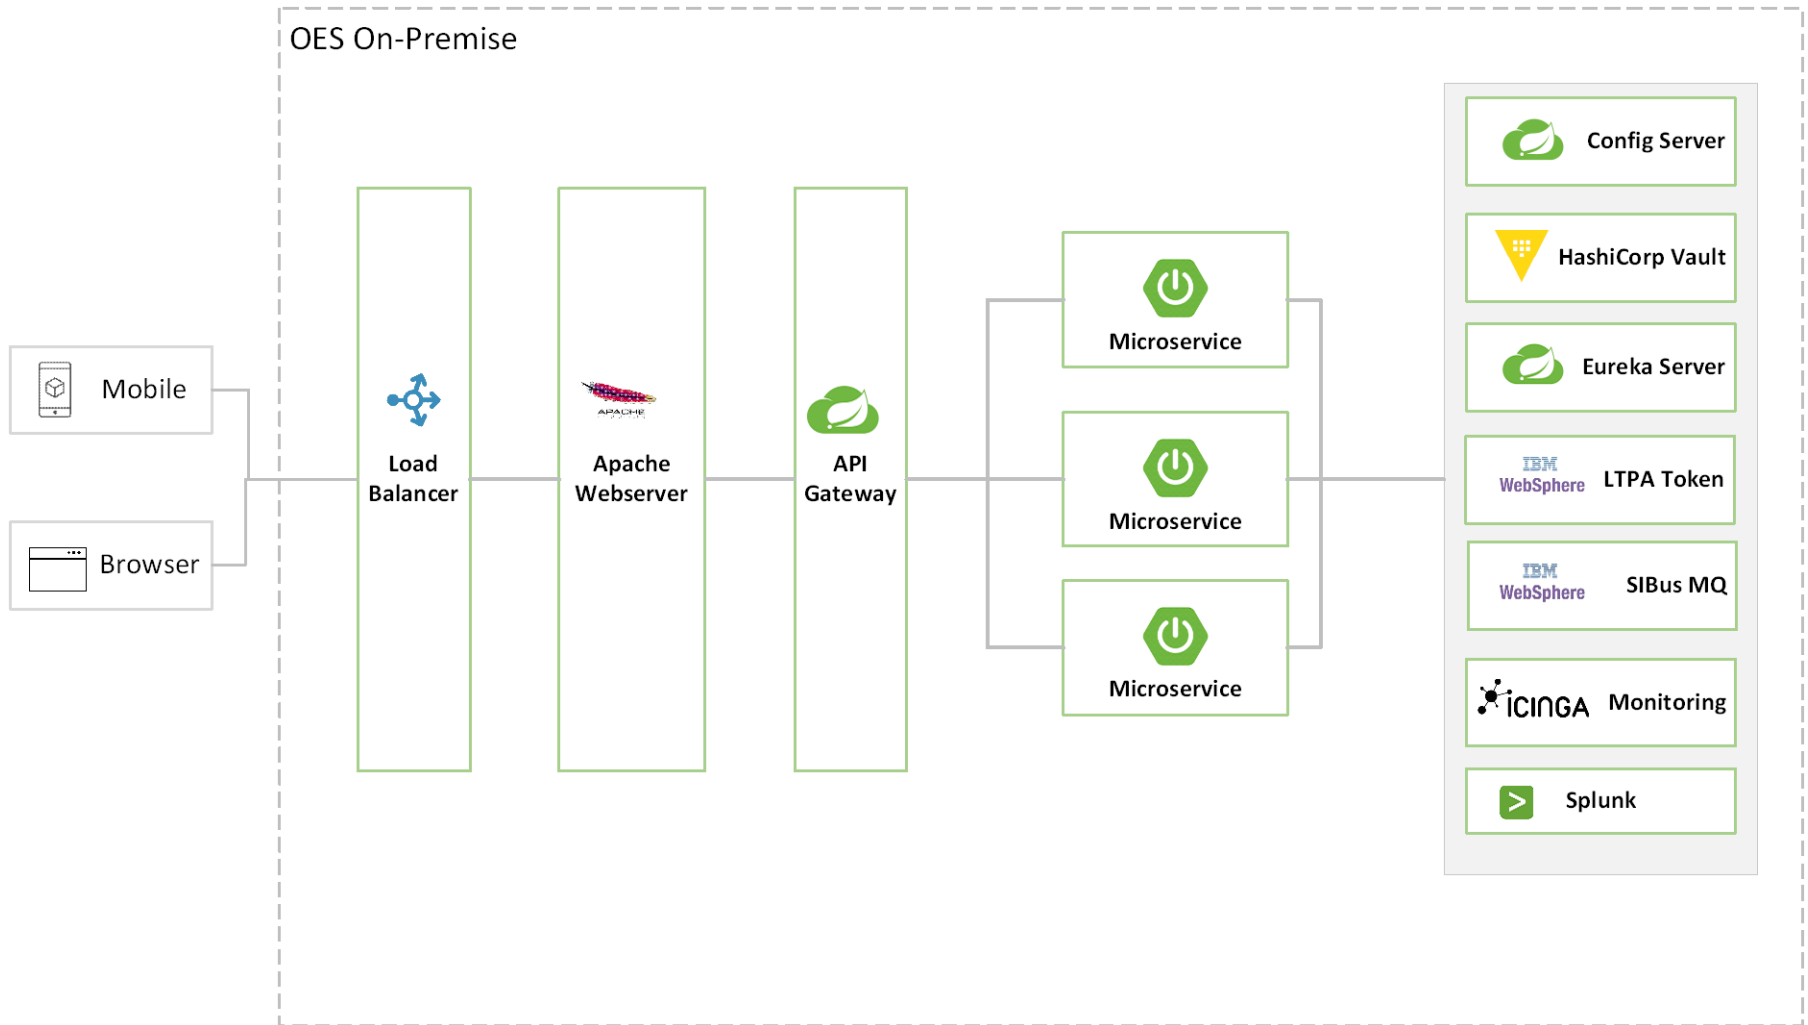 OES On-Premise
Mobile
Browser
Load
Balancer
APACHE
Apache
Webserver
API
Gateway
Microservice
Microservice
Microservice
Config Server
HashiCorp Vault
Eureka Server
IBM
WebSphere
LTPA Token
IBM
WebSphere
SIBus MQ
ICINGA
Monitoring
Splunk